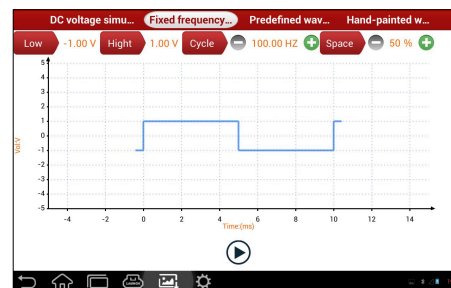 DC voltage simu... Fixed frequency... Predefined wav... Hand-painted w...
Low -1.00 V Hight 1.00 V Cycle 100.00 HZ Space 50 %
5
4
3
2
1
0
-1
-2
-3
-4
-5
Vol:V
-4 -2 0 2 4 6 8 10 12 14
Time:(ms)
LAUNCH